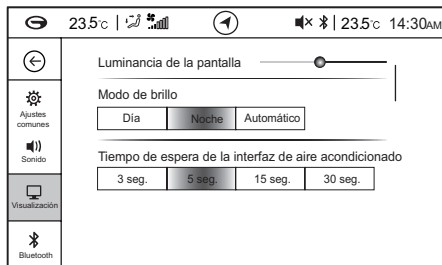 23.5°C 23.5°C 14:30AM
Luminancia de la pantalla
Modo de brillo
Día Noche Automático
Tiempo de espera de la interfaz de aire acondicionado
3 seg. 5 seg. 15 seg. 30 seg.
Ajustes
comunes
Sonido
Visualización
Bluetooth